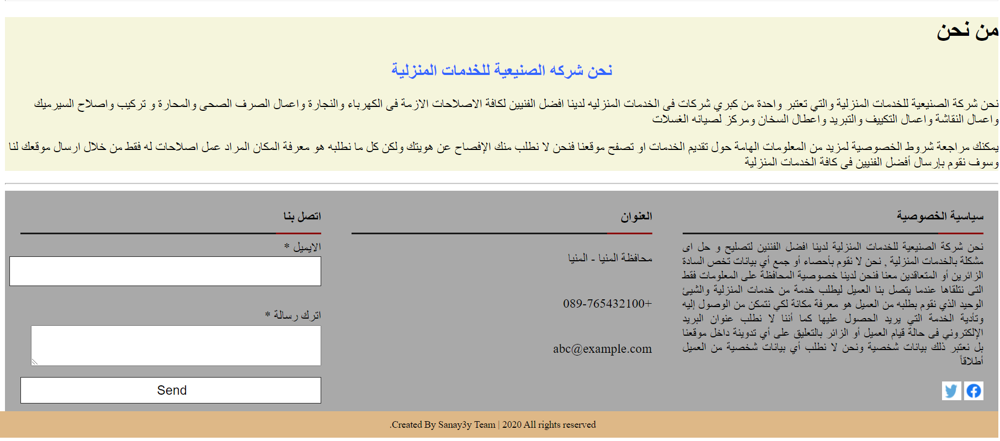 من نحن
نحن شركه الصنيعية للخدمات المنزلية
نحن شركة الصنيعية للخدمات المنزلية والتي تعتبر واحدة من كبري شركات فى الخدمات المنزليه لدينا افضل الفنيين لكافة الاصلاحات الازمة فى الكهرباء والنجارة واعمال الصرف الصحى والمحارة و تركيب واصلاح السيرميك
واعمال النقاشة واعمال التكييف والتبريد واعطال السخان ومركز لصيانه الغسلات
يمكنك مراجعة شروط الخصوصية لمزيد من المعلومات الهامة حول تقديم الخدمات او تصفح موقعنا فنحن لا نطلب منك الإفصاح عن هويتك ولكن كل ما نطلبه هو معرفة المكان المراد عمل اصلاحات له فقط من خلال ارسال موقعك لنا
وسوف نقوم بإرسال أفضل الفنيين فى كافة الخدمات المنزلية
سياسية الخصوصية
نحن شركة الصنيعية للخدمات المنزلية لدينا افضل الفننين لتصليح و حل اى
مشكلة بالخدمات المنزلية , نحن لا نقوم بأحصاء أو جمع أي بيانات تخص السادة
الزائرين أو المتعاقدين معنا فنحن لدينا خصوصية المحافظة على المعلومات فقط
التى نتلقاها عندما يتصل بنا العميل ليطلب خدمة من خدمات المنزلية والشيئ
الوحيد الذي نقوم بطلبه من العميل هو معرفة مكانة لكي نتمكن من الوصول إليه
وتأدية الخدمة التي يريد الحصول عليها كما أننا لا نطلب عنوان البريد
الإلكتروني فى حالة قيام العميل أو الزائر بالتعليق على أي تدوينة داخل موقعنا
بل نعتبر ذلك بيانات شخصية ونحن لا نطلب أي بيانات شخصية من العميل
أطلاقاً
العنوان
محافظة المنيا - المنيا
089-765432100+
abc@example.com
اتصل بنا
الايميل *
اترك رسالة *
Send
.Created By Sanay3y Team | 2020 All rights reserved